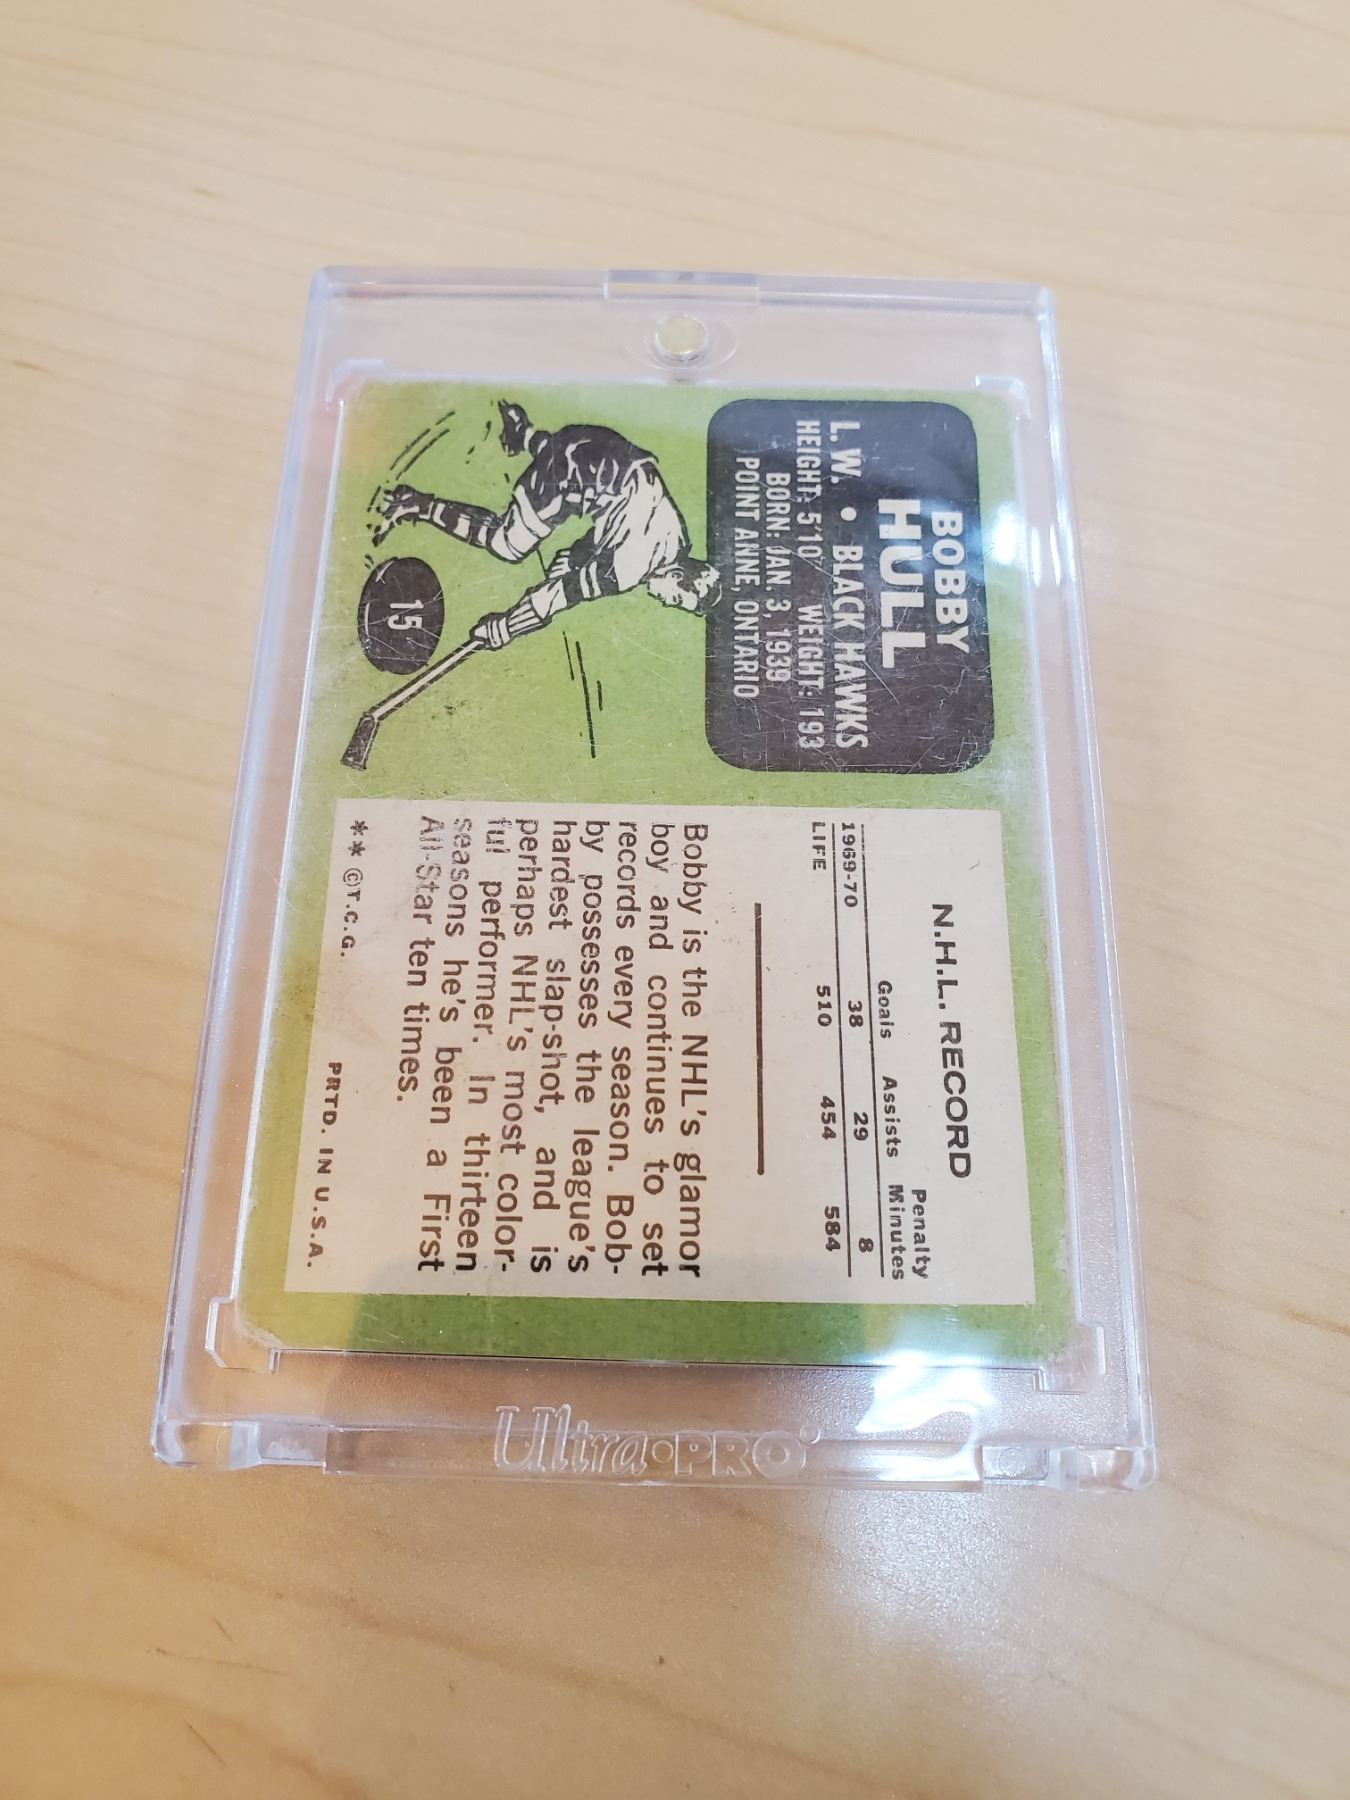 BOBBY
HULL
L.W. • BLACK HAWKS
HEIGHT: 5'10" WEIGHT: 193
BORN: JAN. 3, 1939
POINT ANNE, ONTARIO
15
N.H.L. RECORD
Goals Assists Penalty Minutes
1969-70 38 29 8
LIFE 510 454 584
Bobby is the NHL's glamor
boy and continues to set
records every season. Bob-
by possesses the league's
hardest slap-shot, and is
perhaps NHL's most color-
ful performer. In thirteen
seasons he's been a First
All-Star ten times.
** ©T.C.G. PRTD. IN U.S.A.
Ultra•PRO®